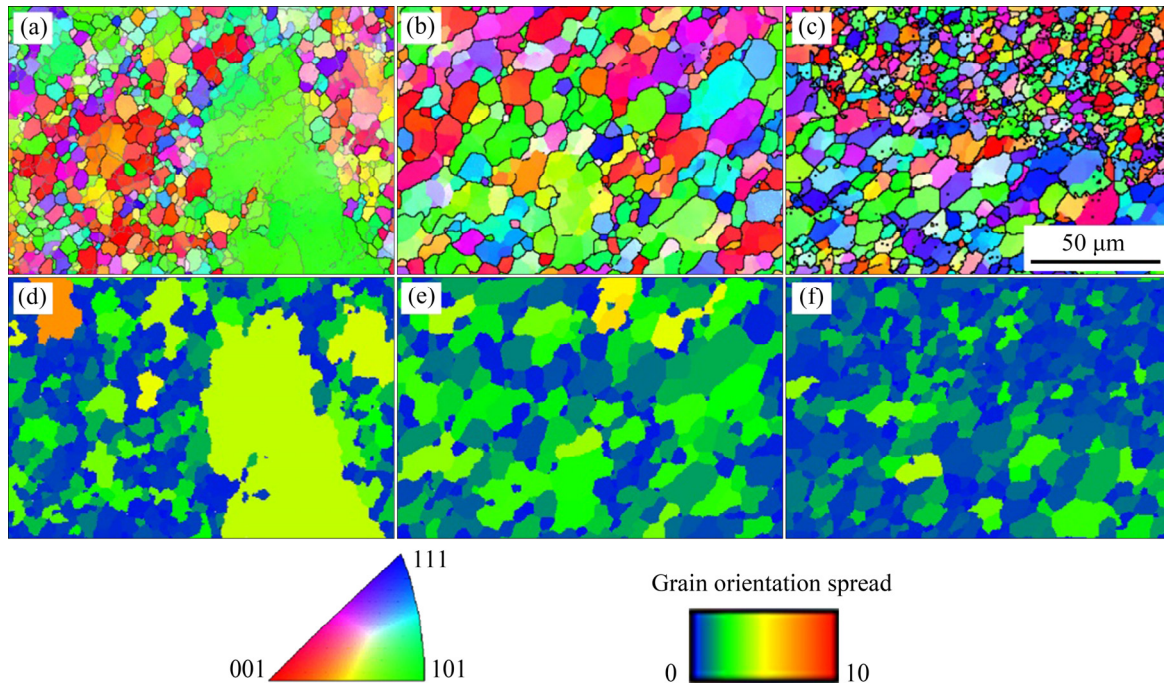 (a)
(b)
(c)
50 μm
(d)
(e)
(f)
111
001
101
Grain orientation spread
0
10